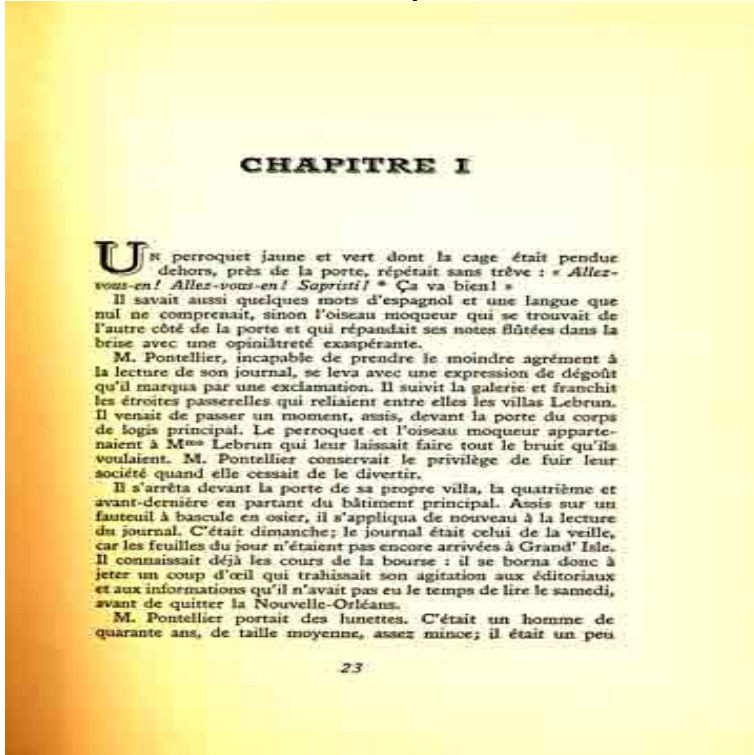 CHAPITRE I
UN perroquet jaune et vert dont la cage était pendue
dehors, près de la porte, répétait sans trêve : « Allez-
vous-en! Allez-vous-en! Sapristi! * Ça va bien! »
Il savait aussi quelques mots d'espagnol et une langue que
nul ne comprenait, sinon l'oiseau moqueur qui se trouvait de
l'autre côté de la porte et qui répandait ses notes flûtées dans la
brise avec une opiniâtreté exaspérante.
M. Pontellier, incapable de prendre le moindre agrément à
la lecture de son journal, se leva avec une expression de dégoût
qu'il marqua par une exclamation. Il suivit la galerie et franchit
les étroites passerelles qui reliaient entre elles les villas Lebrun.
Il venait de passer un moment, assis, devant la porte du corps
de logis principal. Le perroquet et l'oiseau moqueur apparte-
naient à Mme Lebrun qui leur laissait faire tout le bruit qu'ils
voulaient. M. Pontellier conservait le privilège de fuir leur
société quand elle cessait de le divertir.
Il s'arrêta devant la porte de sa propre villa, la quatrième et
avant-dernière en partant du bâtiment principal. Assis sur un
fauteuil à bascule en osier, il s'appliqua de nouveau à la lecture
du journal. C'était dimanche; le journal était celui de la veille,
car les feuilles du jour n'étaient pas encore arrivées à Grand' Isle.
Il connaissait déjà les cours de la bourse : il se borna donc à
jeter un coup d'œil qui trahissait son agitation aux éditoriaux
et aux informations qu'il n'avait pas eu le temps de lire le samedi,
avant de quitter la Nouvelle-Orléans.
M. Pontellier portait des lunettes. C'était un homme de
quarante ans, de taille moyenne, assez mince; il était un peu
23